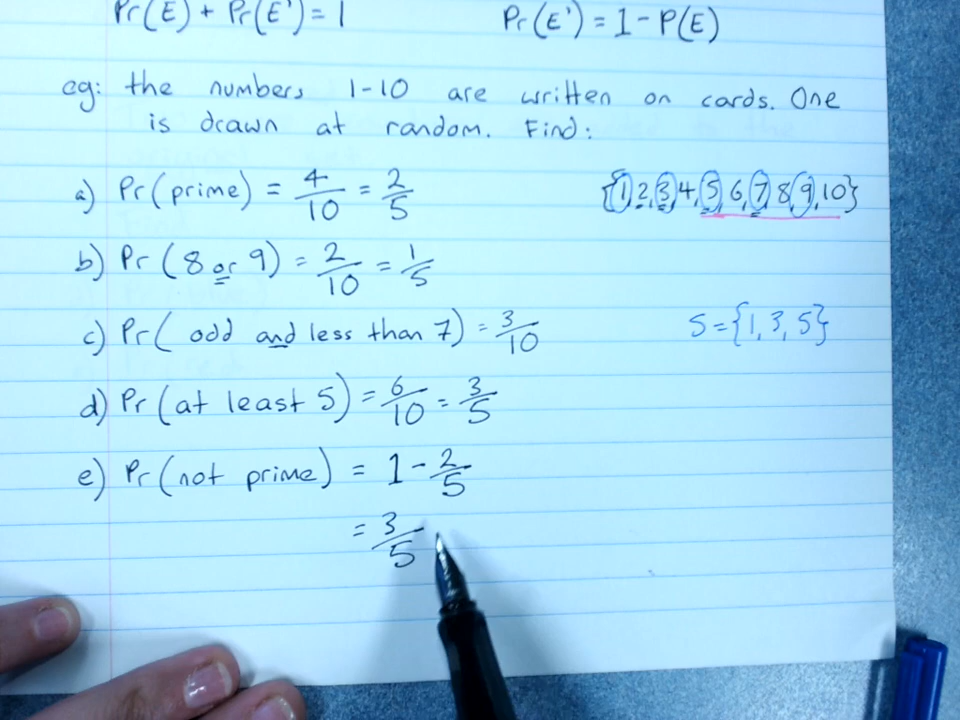 Pr(E) + Pr(E') = 1 Pr(E') = 1 - P(E)
eg: the numbers 1-10 are written on cards. One
is drawn at random. Find:
a) Pr(prime) = 4/10 = 2/5 {1, 2, 3, 4, 5, 6, 7, 8, 9, 10}
b) Pr(8 or 9) = 2/10 = 1/5
c) Pr( odd and less than 7) = 3/10 S = {1, 3, 5}
d) Pr(at least 5) = 6/10 = 3/5
e) Pr(not prime) = 1 - 2/5
= 3/5